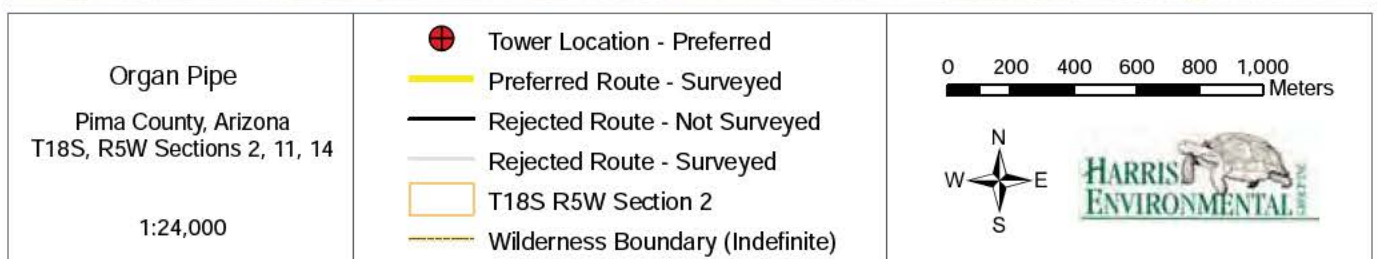 Organ Pipe
Pima County, Arizona
T18S, R5W Sections 2, 11, 14
1:24,000
Tower Location - Preferred
Preferred Route - Surveyed
Rejected Route - Not Surveyed
Rejected Route - Surveyed
T18S R5W Section 2
Wilderness Boundary (Indefinite)
0 200 400 600 800 1,000
Meters
N
W E
S
HARRIS
ENVIRONMENTAL